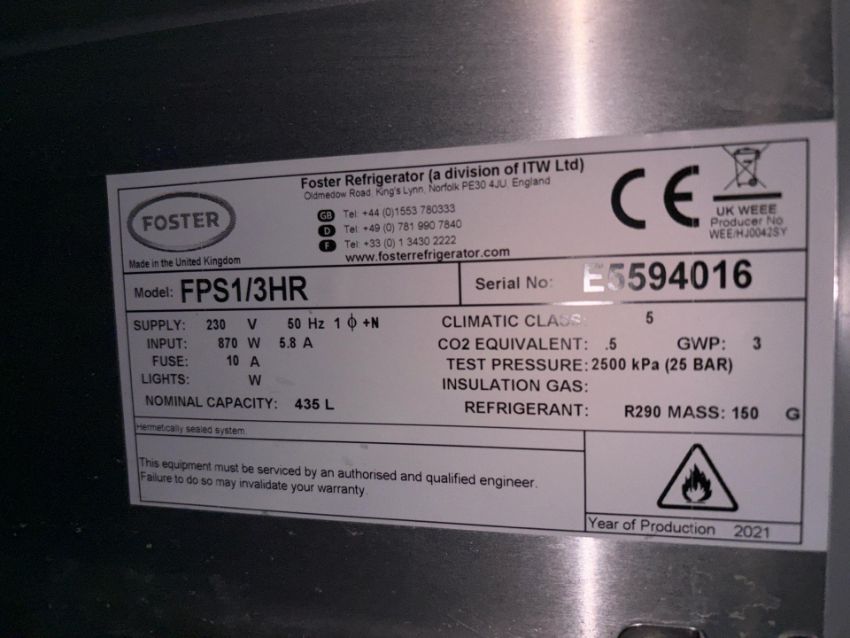 Foster Refrigerator (a division of ITW Ltd)
Oldmedow Road, King's Lynn, Norfolk PE30 4JU, England
FOSTER
GB Tel: +44 (0)1553 780333
D Tel: +49 (0) 781 990 7840
F Tel: +33 (0) 1 3430 2222
www.fosterrefrigerator.com
Made in the United Kingdom
CE
UK WEEE
Producer No
WEE/HJ0042SY
Model: FPS1/3HR
Serial No: E5594016
SUPPLY: 230 V 50 Hz 1 ϕ +N
INPUT: 870 W 5.8 A
FUSE: 10 A
LIGHTS: W
NOMINAL CAPACITY: 435 L
CLIMATIC CLASS: 5
CO2 EQUIVALENT: .5 GWP: 3
TEST PRESSURE: 2500 kPa (25 BAR)
INSULATION GAS:
REFRIGERANT: R290 MASS: 150 G
Hermetically sealed system.
This equipment must be serviced by an authorised and qualified engineer.
Failure to do so may invalidate your warranty.
Year of Production 2021